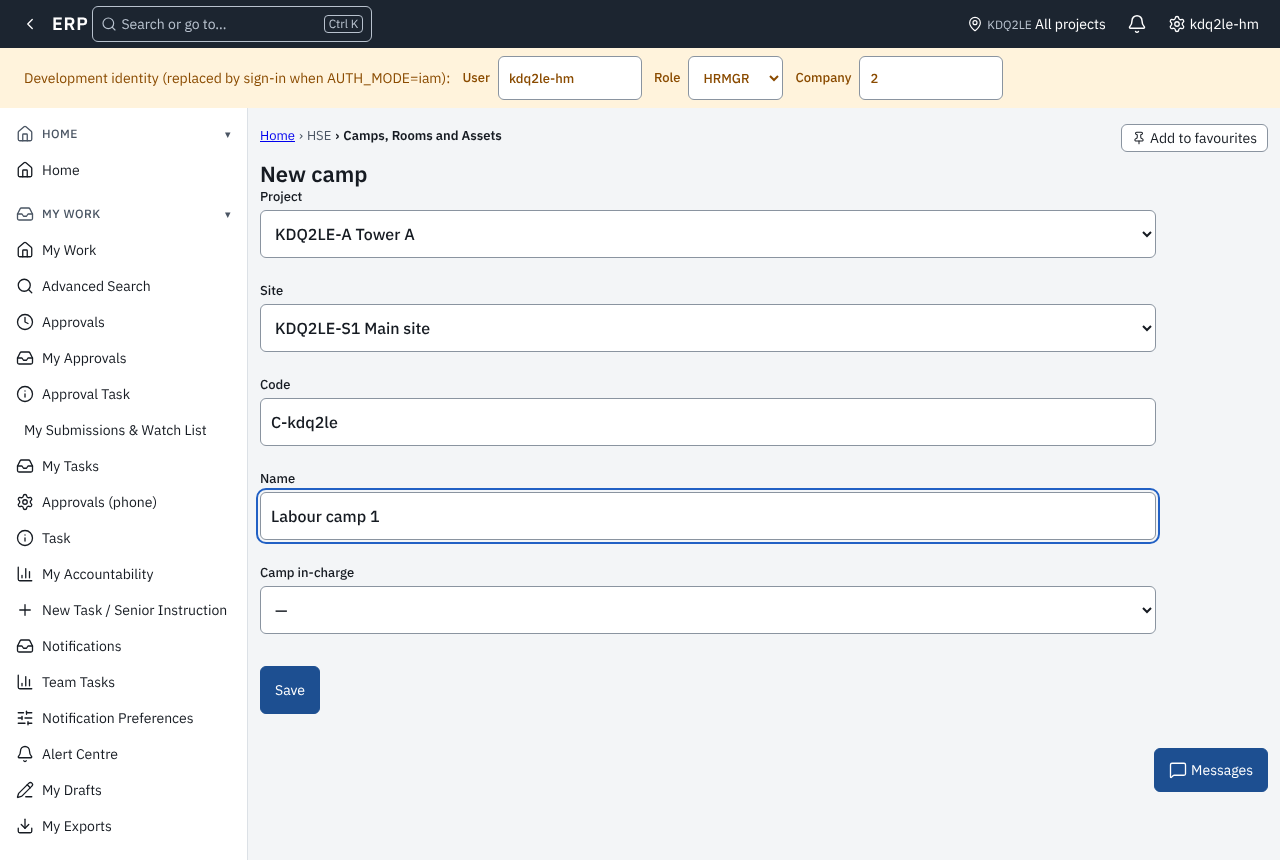 ERP
Search or go to...
Ctrl K
KDQ2LE All projects
kdq2le-hm
Development identity (replaced by sign-in when AUTH_MODE=iam):
User
kdq2le-hm
Role
HRMGR
Company
2
HOME
Home
MY WORK
My Work
Advanced Search
Approvals
My Approvals
Approval Task
My Submissions & Watch List
My Tasks
Approvals (phone)
Task
My Accountability
New Task / Senior Instruction
Notifications
Team Tasks
Notification Preferences
Alert Centre
My Drafts
My Exports
Home › HSE › Camps, Rooms and Assets
Add to favourites
New camp
Project
KDQ2LE-A Tower A
Site
KDQ2LE-S1 Main site
Code
C-kdq2le
Name
Labour camp 1
Camp in-charge
—
Save
Messages